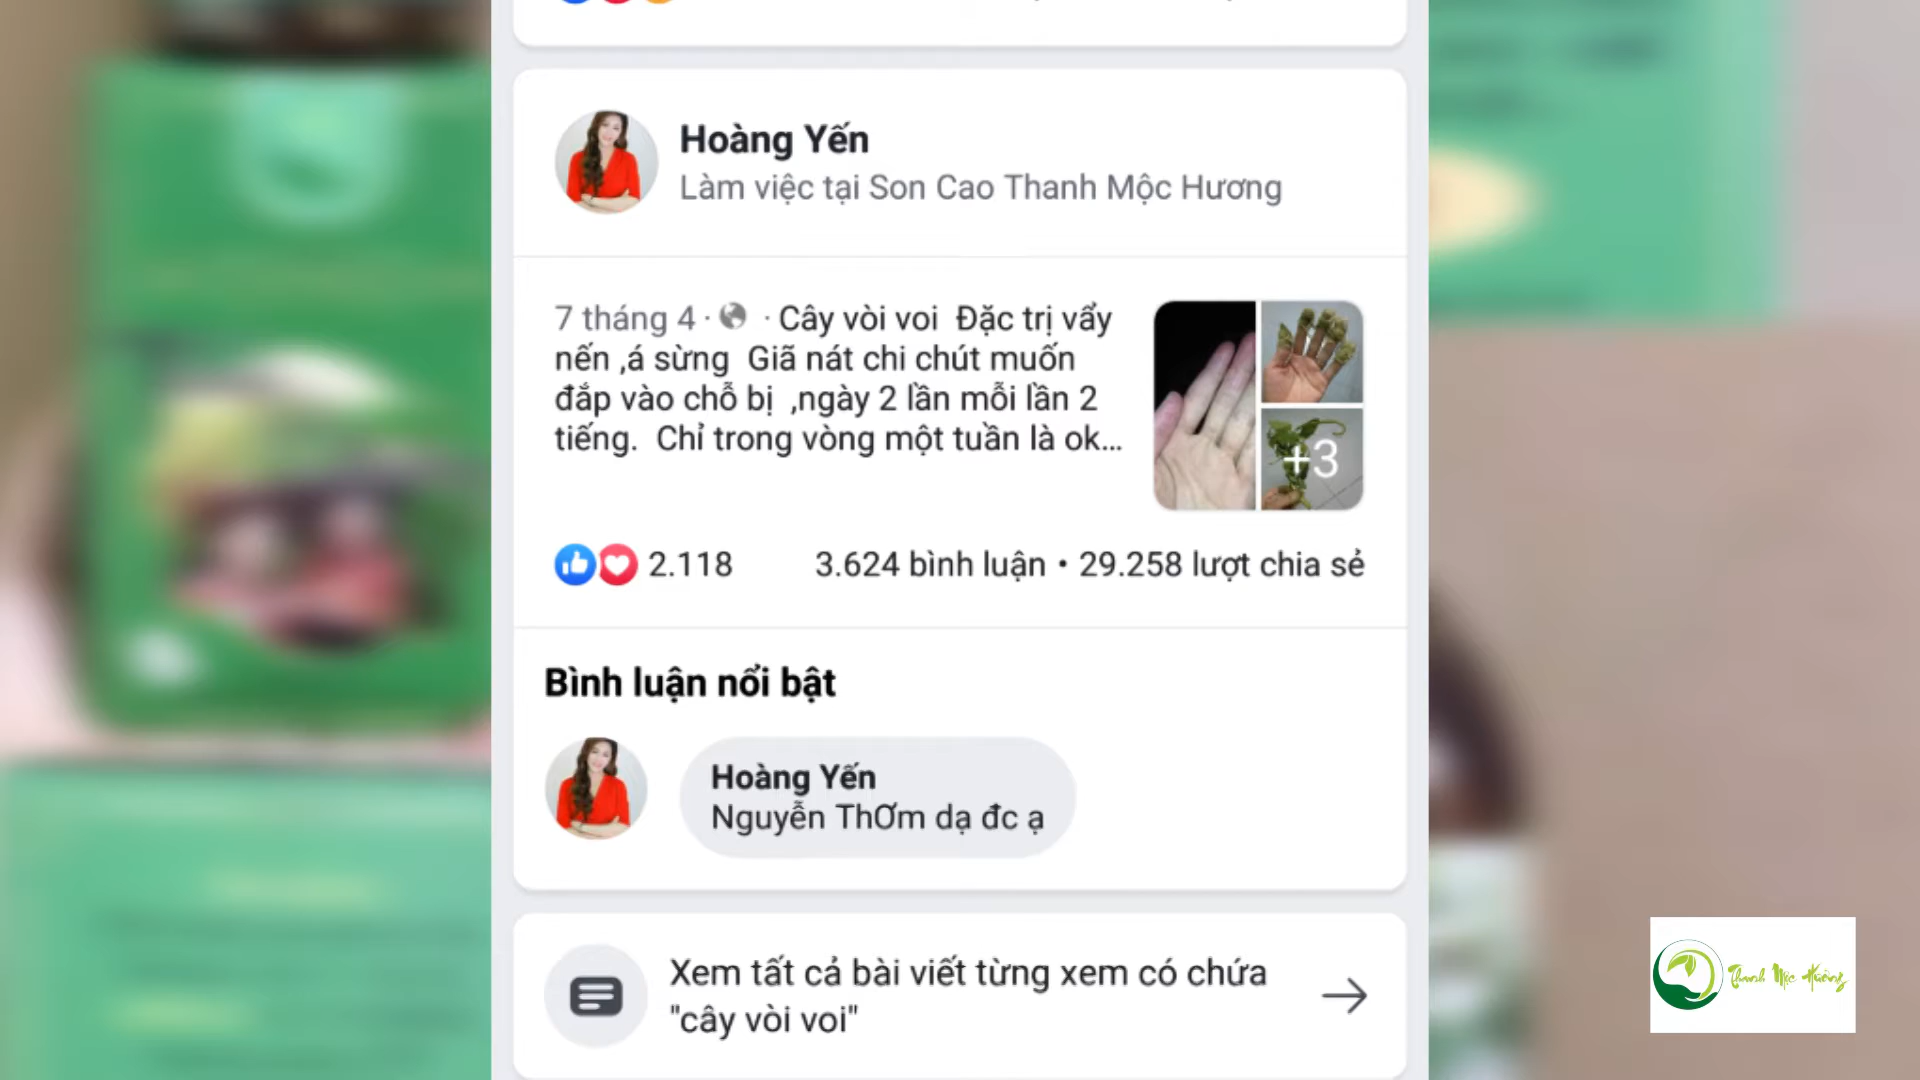 Hoàng Yến
Làm việc tại Son Cao Thanh Mộc Hương
7 tháng 4 · · Cây vòi voi Đặc trị vẩy
nến ,á sừng Giã nát chi chút muốn
đắp vào chỗ bị ,ngày 2 lần mỗi lần 2
tiếng. Chỉ trong vòng một tuần là ok...
+3
2.118 3.624 bình luận • 29.258 lượt chia sẻ
Bình luận nổi bật
Hoàng Yến
Nguyễn ThƠm dạ đc ạ
Xem tất cả bài viết từng xem có chứa
"cây vòi voi"
Thanh Mộc Hương